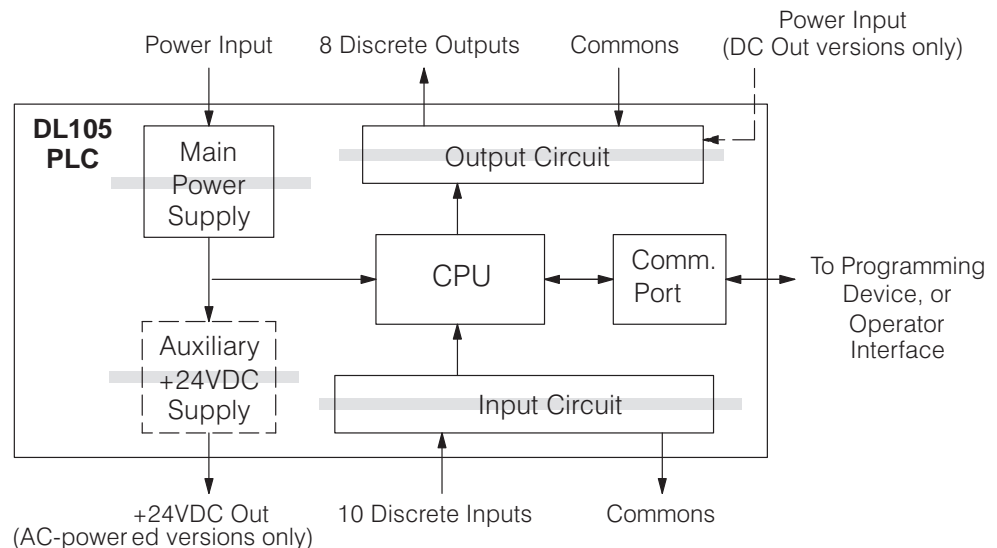 Power Input
(DC Out versions only)
Power Input
8 Discrete Outputs
Commons
DL105
PLC
Main
Power
Supply
Output Circuit
CPU
Comm.
Port
To Programming
Device, or
Operator
Interface
Auxiliary
+24VDC
Supply
Input Circuit
+24VDC Out
(AC-powered versions only)
10 Discrete Inputs
Commons